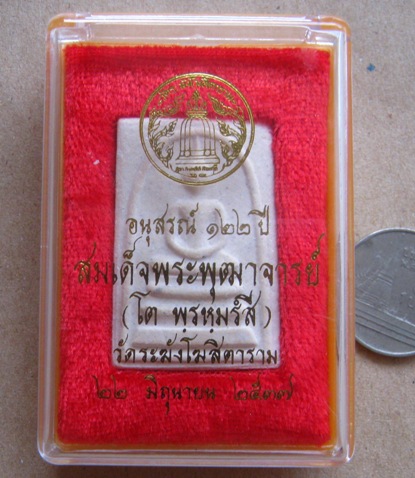 อนุสรณ์ ๑๒๒ ปี
สมเด็จพระพุฒาจารย์
(โต พฺรหฺมรํสี)
วัดระฆังโฆสิตาราม
๒๒ มิถุนายน ๒๕๓๗